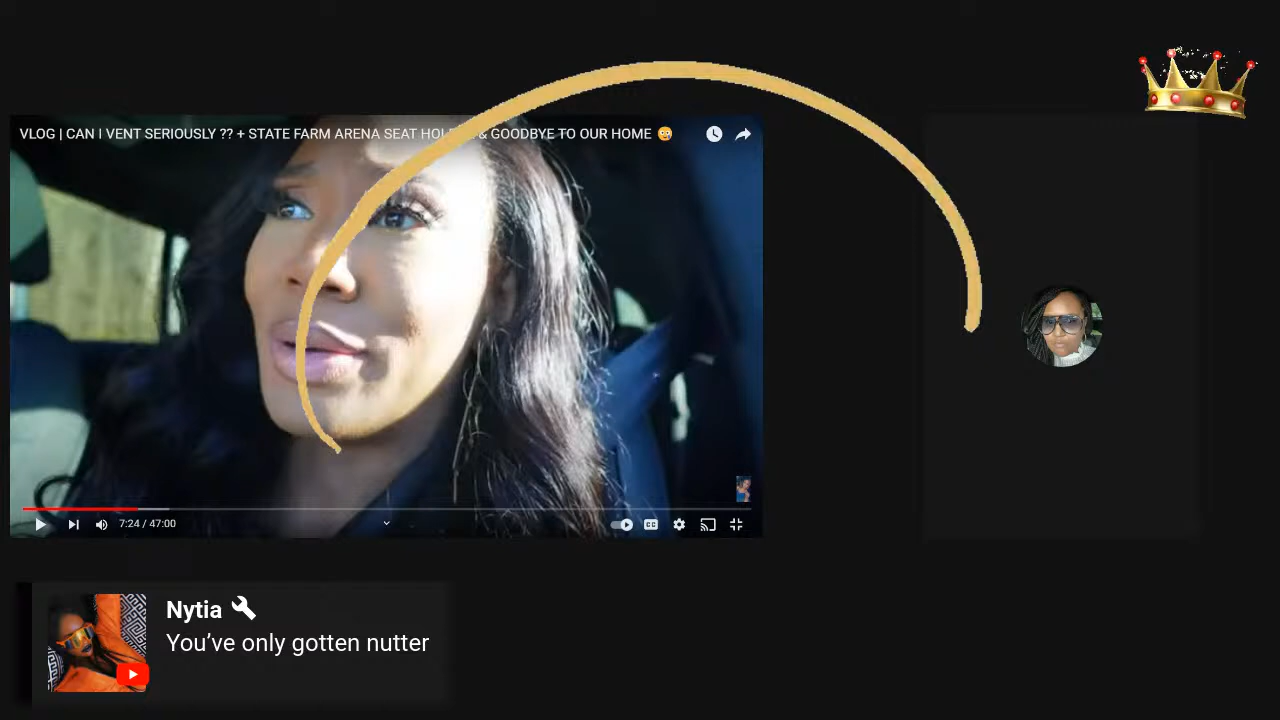 VLOG | CAN I VENT SERIOUSLY ?? + STATE FARM ARENA SEAT & GOODBYE TO OUR HOME 😳
7:24 / 47:00
CC
Nytia
You’ve only gotten nutter